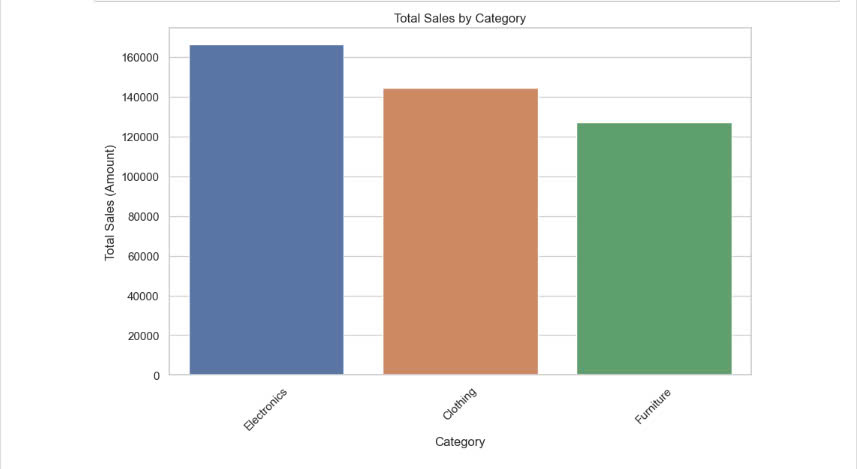 Total Sales by Category
Total Sales (Amount)
160000
140000
120000
100000
80000
60000
40000
20000
0
Electronics
Clothing
Furniture
Category